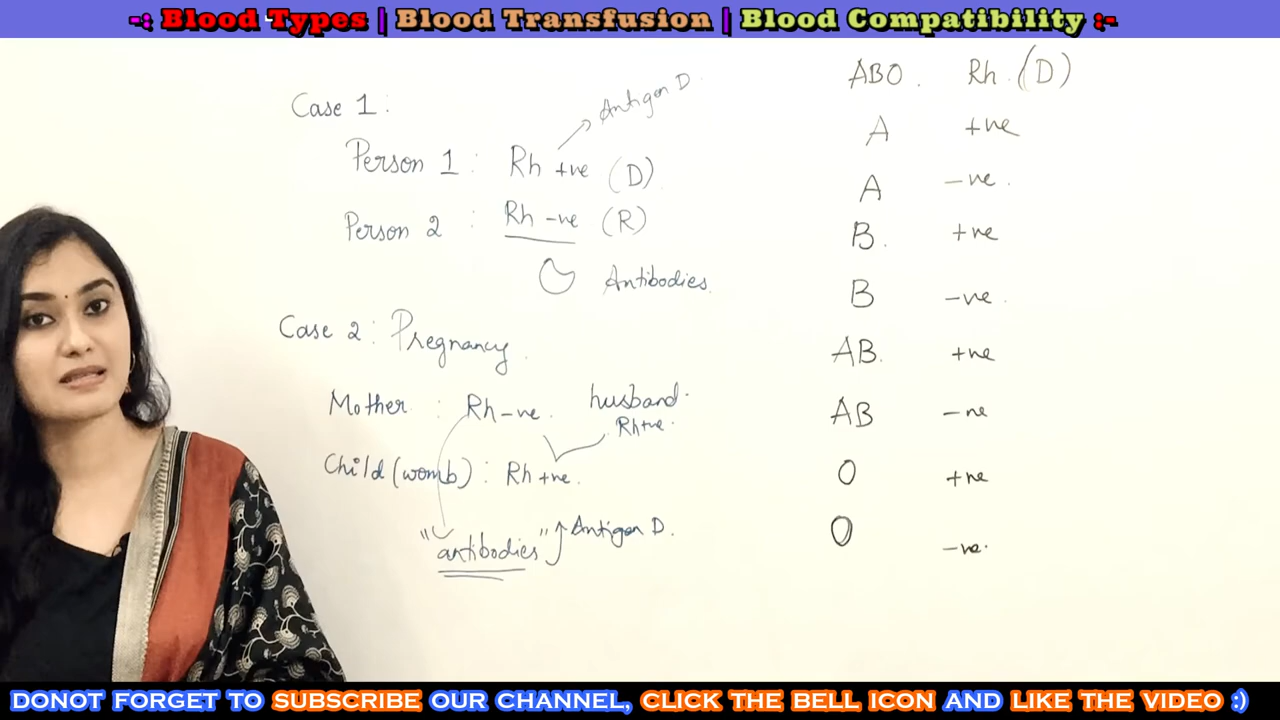 -: Blood Types | Blood Transfusion | Blood Compatibility :-
Case 1:
Antigen D.
Person 1 : Rh +ve (D)
Person 2 : Rh -ve (R)
Antibodies.
Case 2: Pregnancy.
Mother : Rh-ve. husband.
Rh+ve.
Child (womb) : Rh +ve.
"antibodies" Antigen D.
ABO. Rh (D)
A +ve
A -ve.
B. +ve
B -ve.
AB. +ve
AB -ve
O +ve
O -ve.
DONOT FORGET TO SUBSCRIBE OUR CHANNEL, CLICK THE BELL ICON AND LIKE THE VIDEO :)